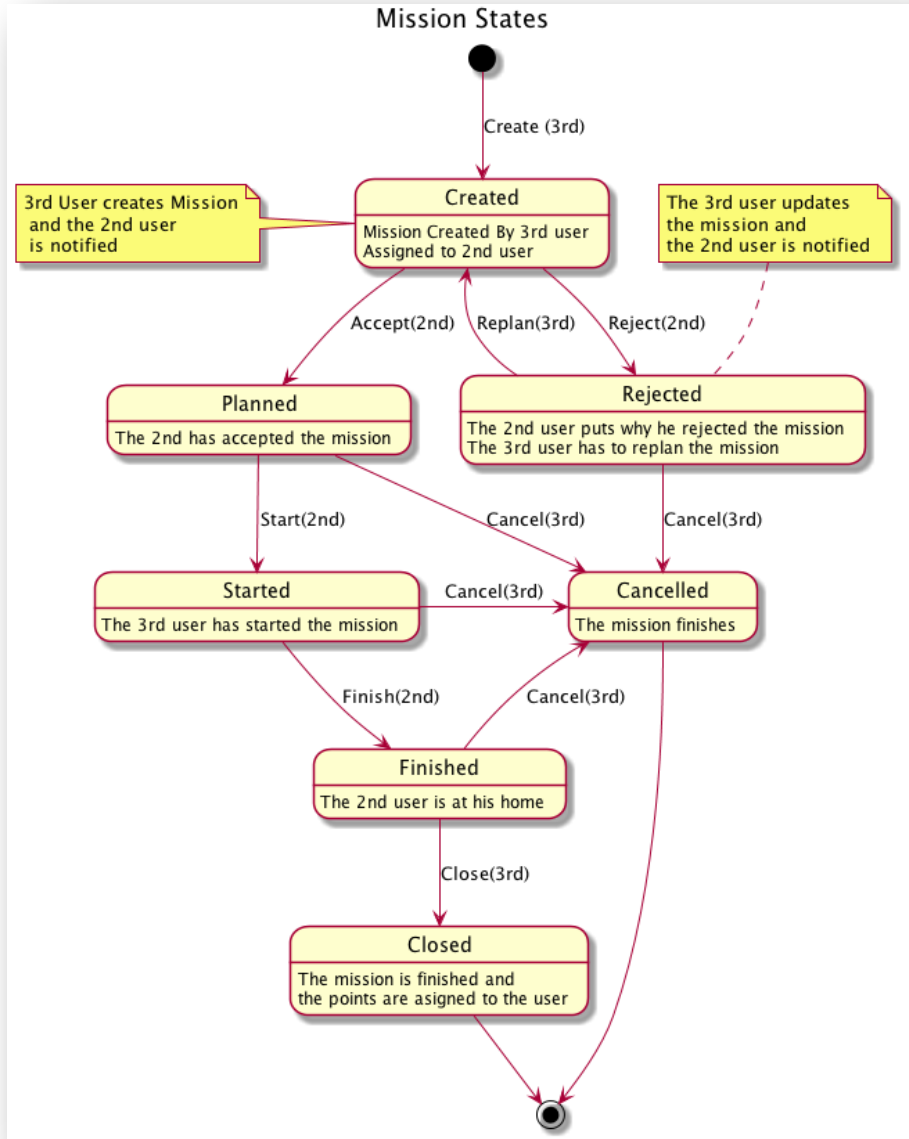 Mission States
Create (3rd)
3rd User creates Mission
and the 2nd user
is notified
Created
Mission Created By 3rd user
Assigned to 2nd user
The 3rd user updates
the mission and
the 2nd user is notified
Accept(2nd)
Replan(3rd)
Reject(2nd)
Planned
The 2nd has accepted the mission
Rejected
The 2nd user puts why he rejected the mission
The 3rd user has to replan the mission
Start(2nd)
Cancel(3rd)
Cancel(3rd)
Started
The 3rd user has started the mission
Cancel(3rd)
Cancelled
The mission finishes
Finish(2nd)
Cancel(3rd)
Finished
The 2nd user is at his home
Close(3rd)
Closed
The mission is finished and
the points are asigned to the user